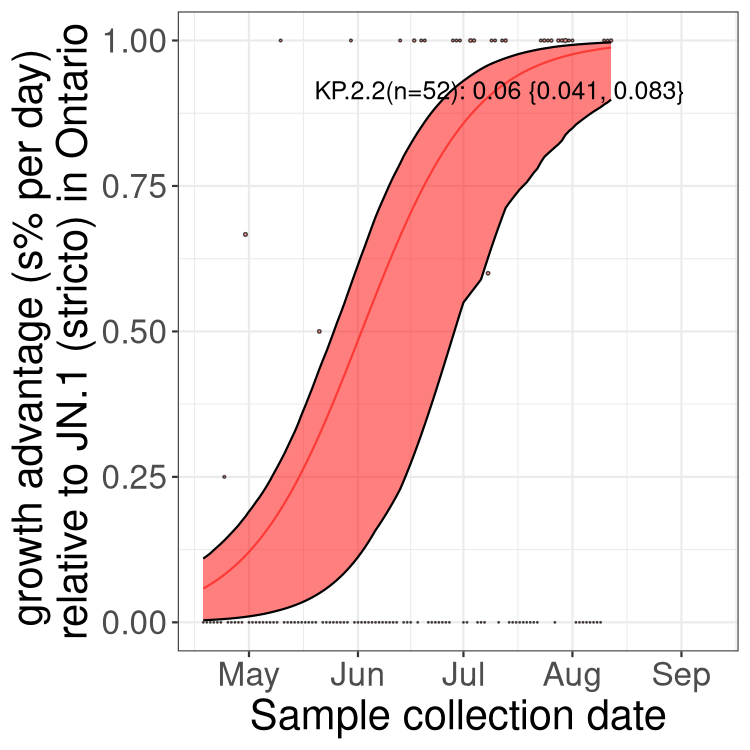 growth advantage (s% per day)
relative to JN.1 (stricto) in Ontario
1.00
0.75
0.50
0.25
0.00
KP.2.2(n=52): 0.06 {0.041, 0.083}
May Jun Jul Aug Sep
Sample collection date